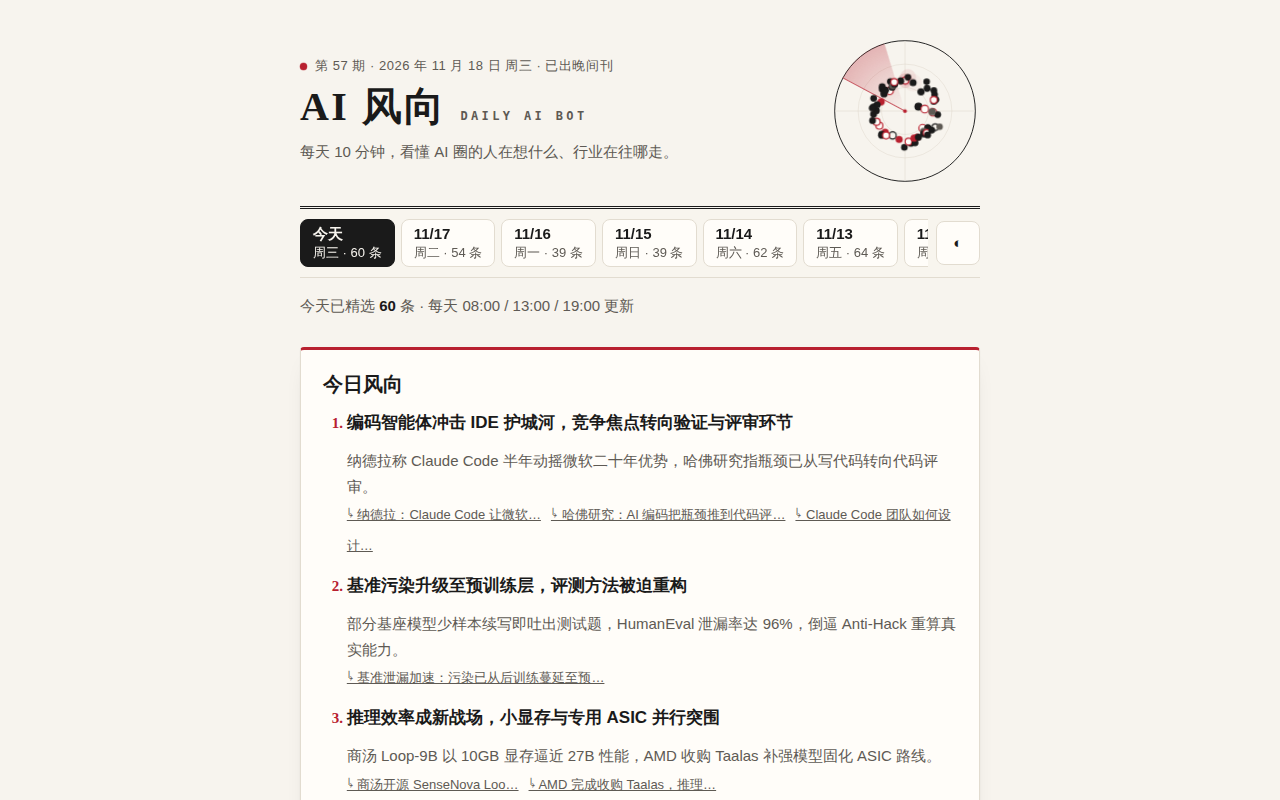 第 57 期 · 2026 年 11 月 18 日 周三 · 已出晚间刊
AI 风向 DAILY AI BOT
每天 10 分钟，看懂 AI 圈的人在想什么、行业在往哪走。
今天 11/17 11/16 11/15 11/14 11/13
周三 · 60 条 周二 · 54 条 周一 · 39 条 周日 · 39 条 周六 · 62 条 周五 · 64 条 周
今天已精选 60 条 · 每天 08:00 / 13:00 / 19:00 更新
今日风向
1. 编码智能体冲击 IDE 护城河，竞争焦点转向验证与评审环节
纳德拉称 Claude Code 半年动摇微软二十年优势，哈佛研究指瓶颈已从写代码转向代码评
审。
↳ 纳德拉：Claude Code 让微软… ↳ 哈佛研究：AI 编码把瓶颈推到代码评… ↳ Claude Code 团队如何设
计…
2. 基准污染升级至预训练层，评测方法被迫重构
部分基座模型少样本续写即吐出测试题，HumanEval 泄漏率达 96%，倒逼 Anti-Hack 重算真
实能力。
↳ 基准泄漏加速：污染已从后训练蔓延至预…
3. 推理效率成新战场，小显存与专用 ASIC 并行突围
商汤 Loop-9B 以 10GB 显存逼近 27B 性能，AMD 收购 Taalas 补强模型固化 ASIC 路线。
↳ 商汤开源 SenseNova Loo… ↳ AMD 完成收购 Taalas，推理…